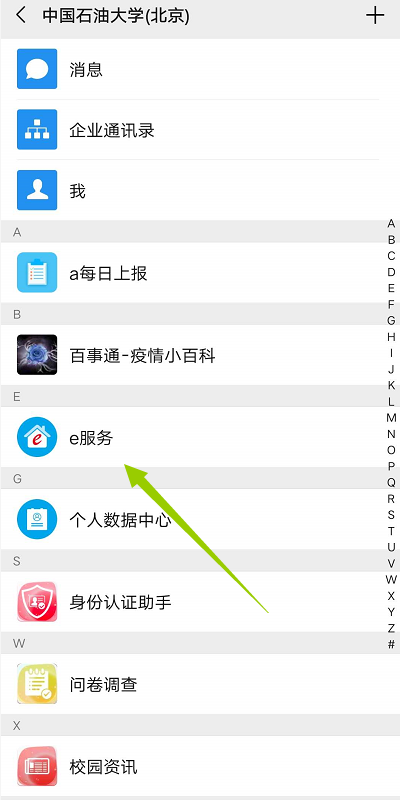 中国石油大学(北京)
消息
企业通讯录
我
A
a每日上报
B
百事通-疫情小百科
E
e服务
G
个人数据中心
S
身份认证助手
W
问卷调查
X
校园资讯
A
B
C
D
E
F
G
H
I
J
K
L
M
N
O
P
Q
R
S
T
U
V
W
X
Y
Z
#